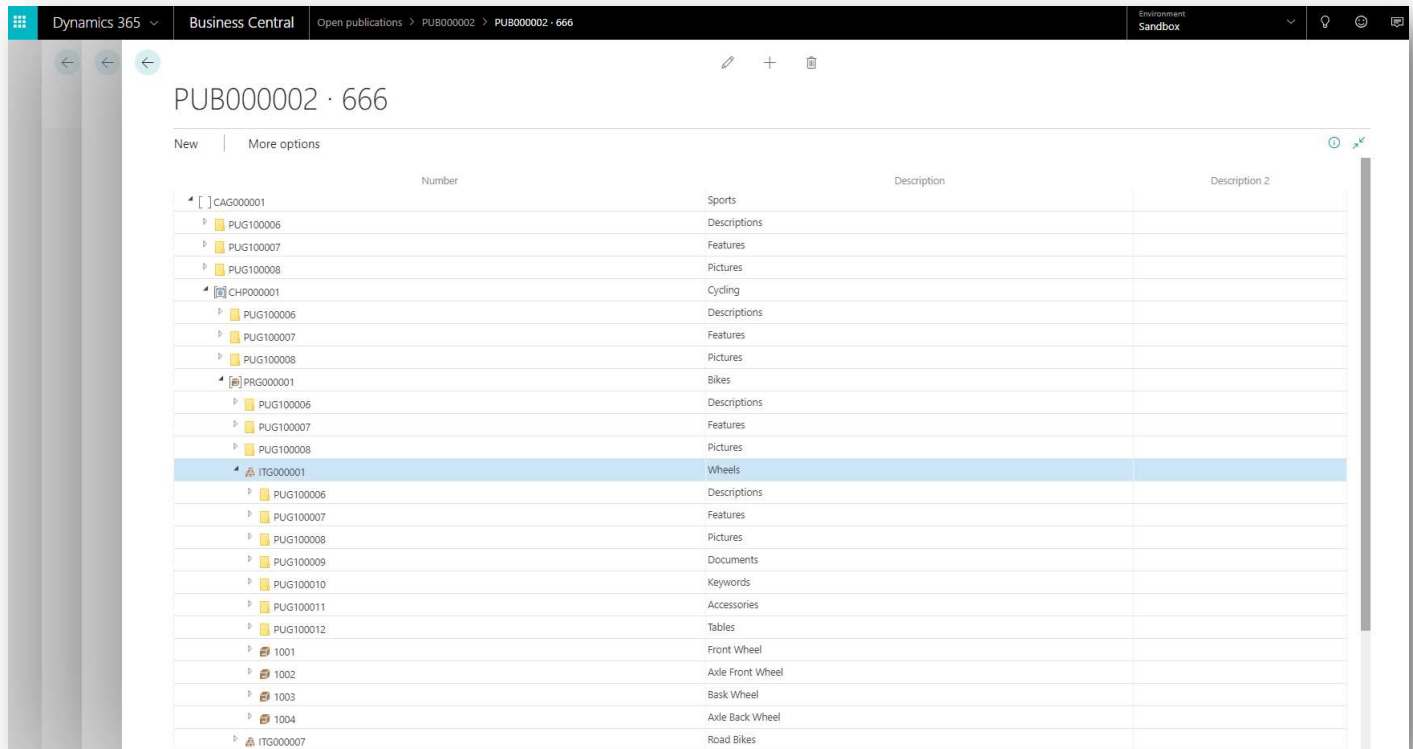 Dynamics 365 Business Central Open publications > PUB000002 > PUB000002 · 666 Environment Sandbox
PUB000002 · 666
New More options
Number Description Description 2
[ ] CAG000001 Sports
PUG100006 Descriptions
PUG100007 Features
PUG100008 Pictures
CHP000001 Cycling
PUG100006 Descriptions
PUG100007 Features
PUG100008 Pictures
PRG000001 Bikes
PUG100006 Descriptions
PUG100007 Features
PUG100008 Pictures
ITG000001 Wheels
PUG100006 Descriptions
PUG100007 Features
PUG100008 Pictures
PUG100009 Documents
PUG100010 Keywords
PUG100011 Accessories
PUG100012 Tables
1001 Front Wheel
1002 Axle Front Wheel
1003 Bask Wheel
1004 Axle Back Wheel
ITG000007 Road Bikes